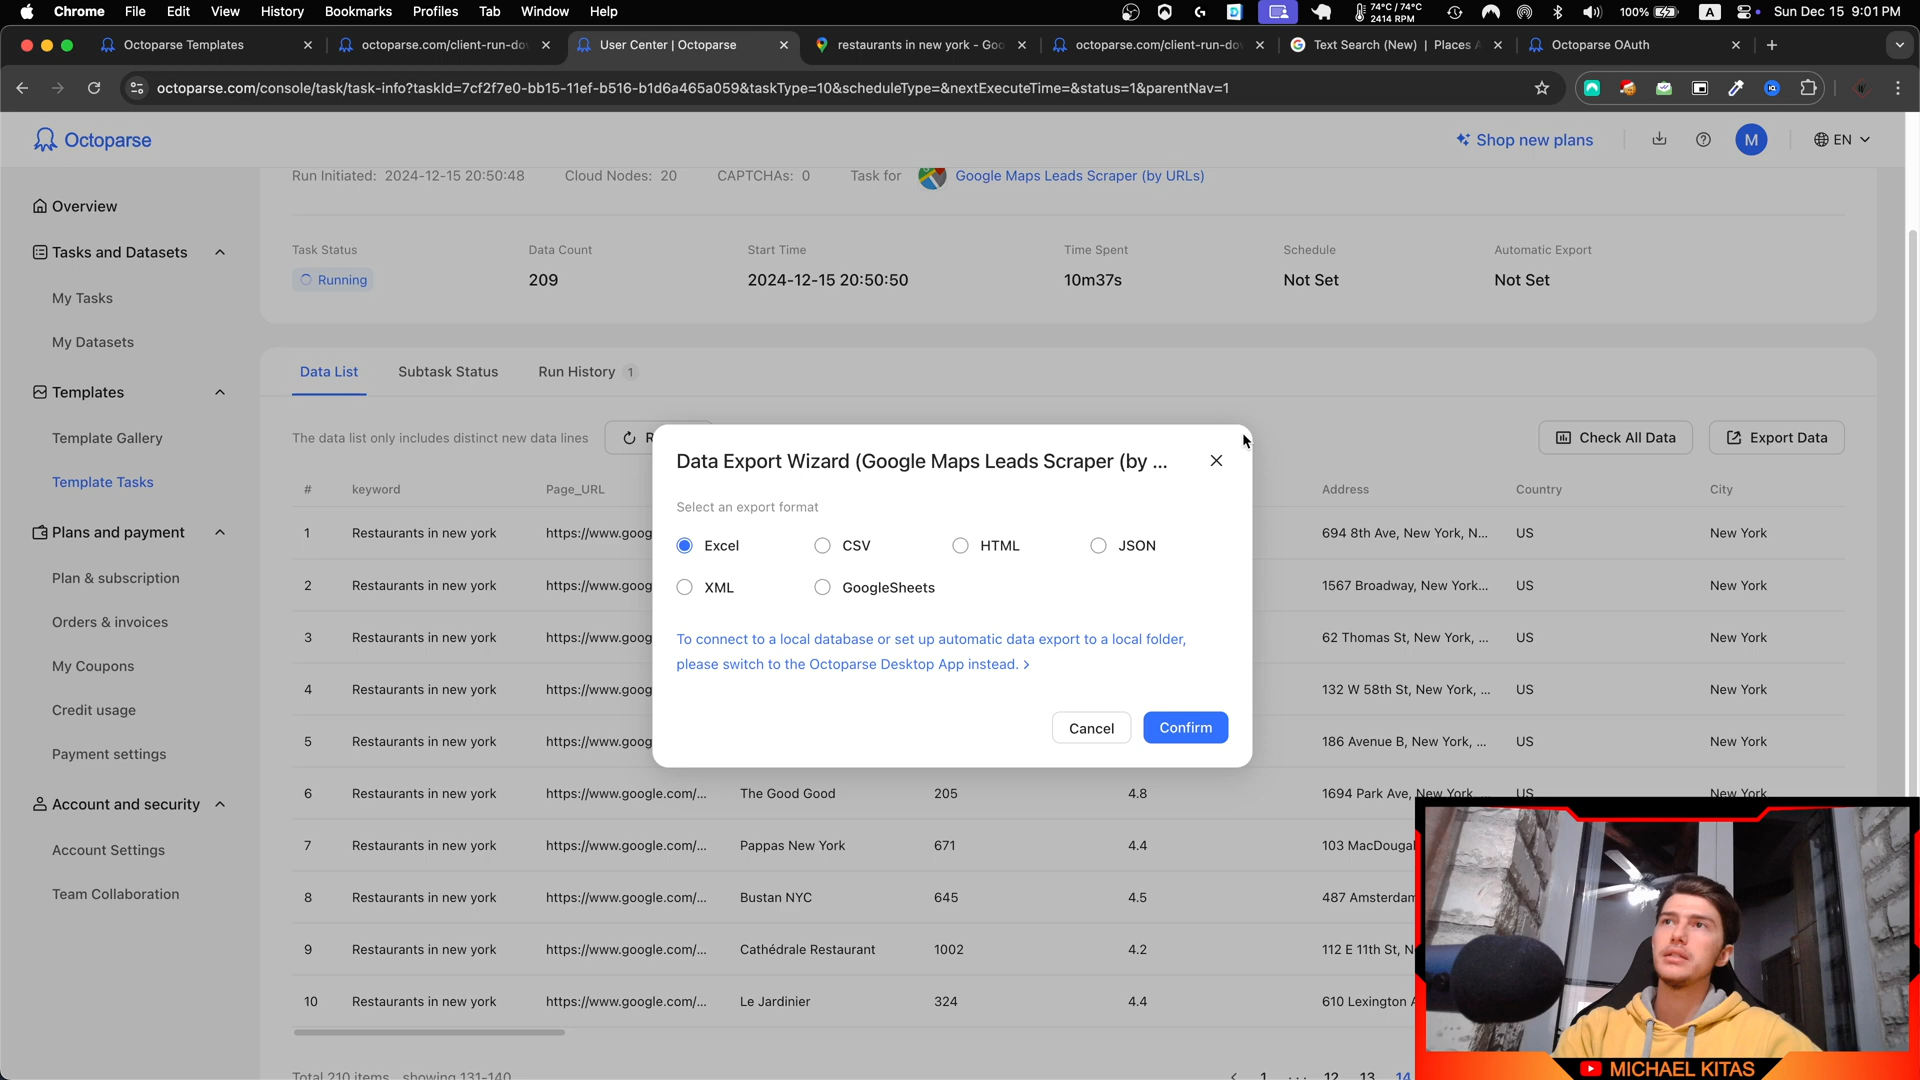 Chrome File Edit View History Bookmarks Profiles Tab Window Help 74°C / 74°C 2414 RPM 100% A Sun Dec 15 9:01 PM
Octoparse Templates octoparse.com/client-run-do User Center | Octoparse restaurants in new york - Goo octoparse.com/client-run-do Text Search (New) | Places A Octoparse OAuth
octoparse.com/console/task/task-info?taskId=7cf2f7e0-bb15-11ef-b516-b1d6a465a059&taskType=10&scheduleType=&nextExecuteTime=&status=1&parentNav=1
Octoparse Shop new plans M EN
Overview
Tasks and Datasets
My Tasks
My Datasets
Templates
Template Gallery
Template Tasks
Plans and payment
Plan & subscription
Orders & invoices
My Coupons
Credit usage
Payment settings
Account and security
Account Settings
Team Collaboration
Run Initiated: 2024-12-15 20:50:48 Cloud Nodes: 20 CAPTCHAs: 0 Task for Google Maps Leads Scraper (by URLs)
Task Status Data Count Start Time Time Spent Schedule Automatic Export
Running 209 2024-12-15 20:50:50 10m37s Not Set Not Set
Data List Subtask Status Run History 1
The data list only includes distinct new data lines R Check All Data Export Data
# keyword Page_URL Address Country City
1 Restaurants in new york https://www.goog 694 8th Ave, New York, N... US New York
2 Restaurants in new york https://www.goog 1567 Broadway, New York... US New York
3 Restaurants in new york https://www.goog 62 Thomas St, New York, ... US New York
4 Restaurants in new york https://www.goog 132 W 58th St, New York, ... US New York
5 Restaurants in new york https://www.goog 186 Avenue B, New York, ... US New York
6 Restaurants in new york https://www.google.com/... The Good Good 205 4.8 1694 Park Ave, New York US New York
7 Restaurants in new york https://www.google.com/... Pappas New York 671 4.4 103 MacDougal
8 Restaurants in new york https://www.google.com/... Bustan NYC 645 4.5 487 Amsterdam
9 Restaurants in new york https://www.google.com/... Cathédrale Restaurant 1002 4.2 112 E 11th St, N
10 Restaurants in new york https://www.google.com/... Le Jardinier 324 4.4 610 Lexington A
Total 210 items showing 131-140 1 ... 12 13 14
Data Export Wizard (Google Maps Leads Scraper (by ...
Select an export format
Excel CSV HTML JSON
XML GoogleSheets
To connect to a local database or set up automatic data export to a local folder,
please switch to the Octoparse Desktop App instead. >
Cancel Confirm
MICHAEL KITAS